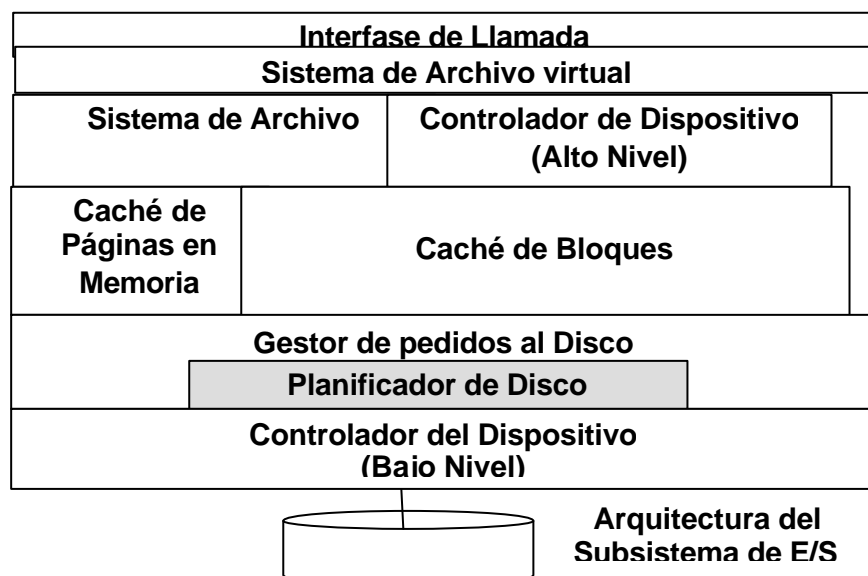 Interfase de Llamada
Sistema de Archivo virtual
Sistema de Archivo
Controlador de Dispositivo
(Alto Nivel)
Caché de
Páginas en
Memoria
Caché de Bloques
Gestor de pedidos al Disco
Planificador de Disco
Controlador del Dispositivo
(Bajo Nivel)
Arquitectura del
Subsistema de E/S